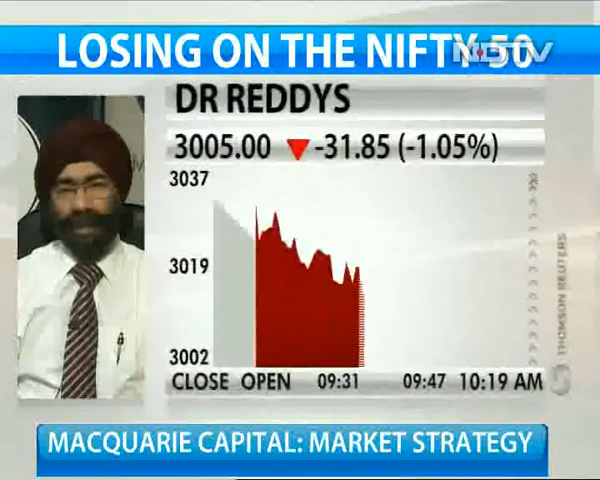 LOSING ON THE NIFTY 50
NDTV
DR REDDYS
3005.00 ▼ -31.85 (-1.05%)
3037
3019
3002
CLOSE OPEN 09:31 09:47 10:19 AM
THOMSON REUTERS
MACQUARIE CAPITAL: MARKET STRATEGY